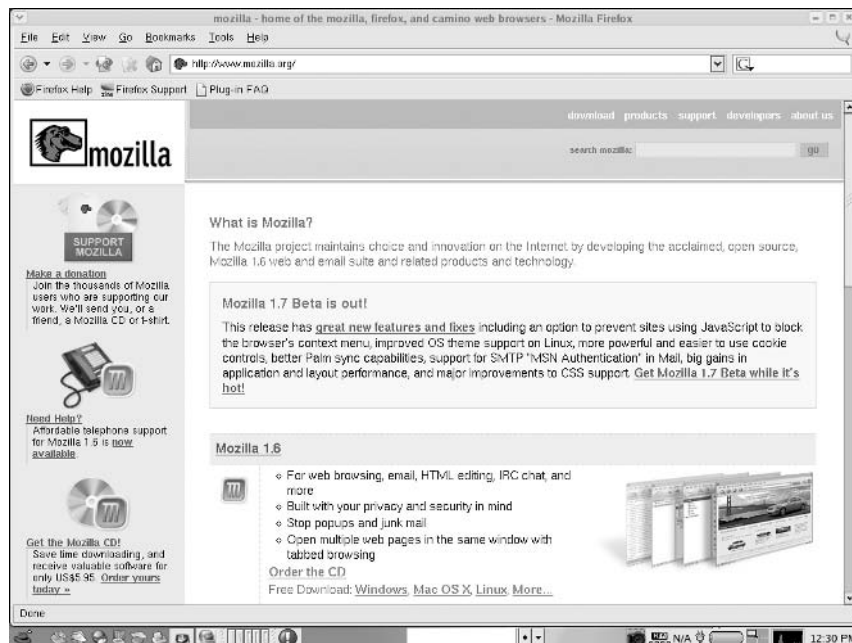 mozilla - home of the mozilla, firefox, and camino web browsers - Mozilla Firefox
File Edit View Go Bookmarks Tools Help
http://www.mozilla.org/
G
Firefox Help Firefox Support Plug-in FAQ
download products support developers about us
mozilla
search mozilla: go
SUPPORT
MOZILLA
Make a donation
Join the thousands of Mozilla
users who are supporting our
work. We'll send you, or a
friend, a Mozilla CD or t-shirt.
Need Help?
Affordable telephone support
for Mozilla 1.6 is now
available.
Get the Mozilla CD!
Save time downloading, and
receive valuable software for
only US$5.95. Order yours
today »
What is Mozilla?
The Mozilla project maintains choice and innovation on the Internet by developing the acclaimed, open source,
Mozilla 1.6 web and email suite and related products and technology.
Mozilla 1.7 Beta is out!
This release has great new features and fixes including an option to prevent sites using JavaScript to block
the browser's context menu, improved OS theme support on Linux, more powerful and easier to use cookie
controls, better Palm sync capabilities, support for SMTP "MSN Authentication" in Mail, big gains in
application and layout performance, and major improvements to CSS support. Get Mozilla 1.7 Beta while it's
hot!
Mozilla 1.6
m
For web browsing, email, HTML editing, IRC chat, and
more
Built with your privacy and security in mind
Stop popups and junk mail
Open multiple web pages in the same window with
tabbed browsing
Order the CD
Free Download: Windows, Mac OS X, Linux, More...
Done
N/A
12:30 PM